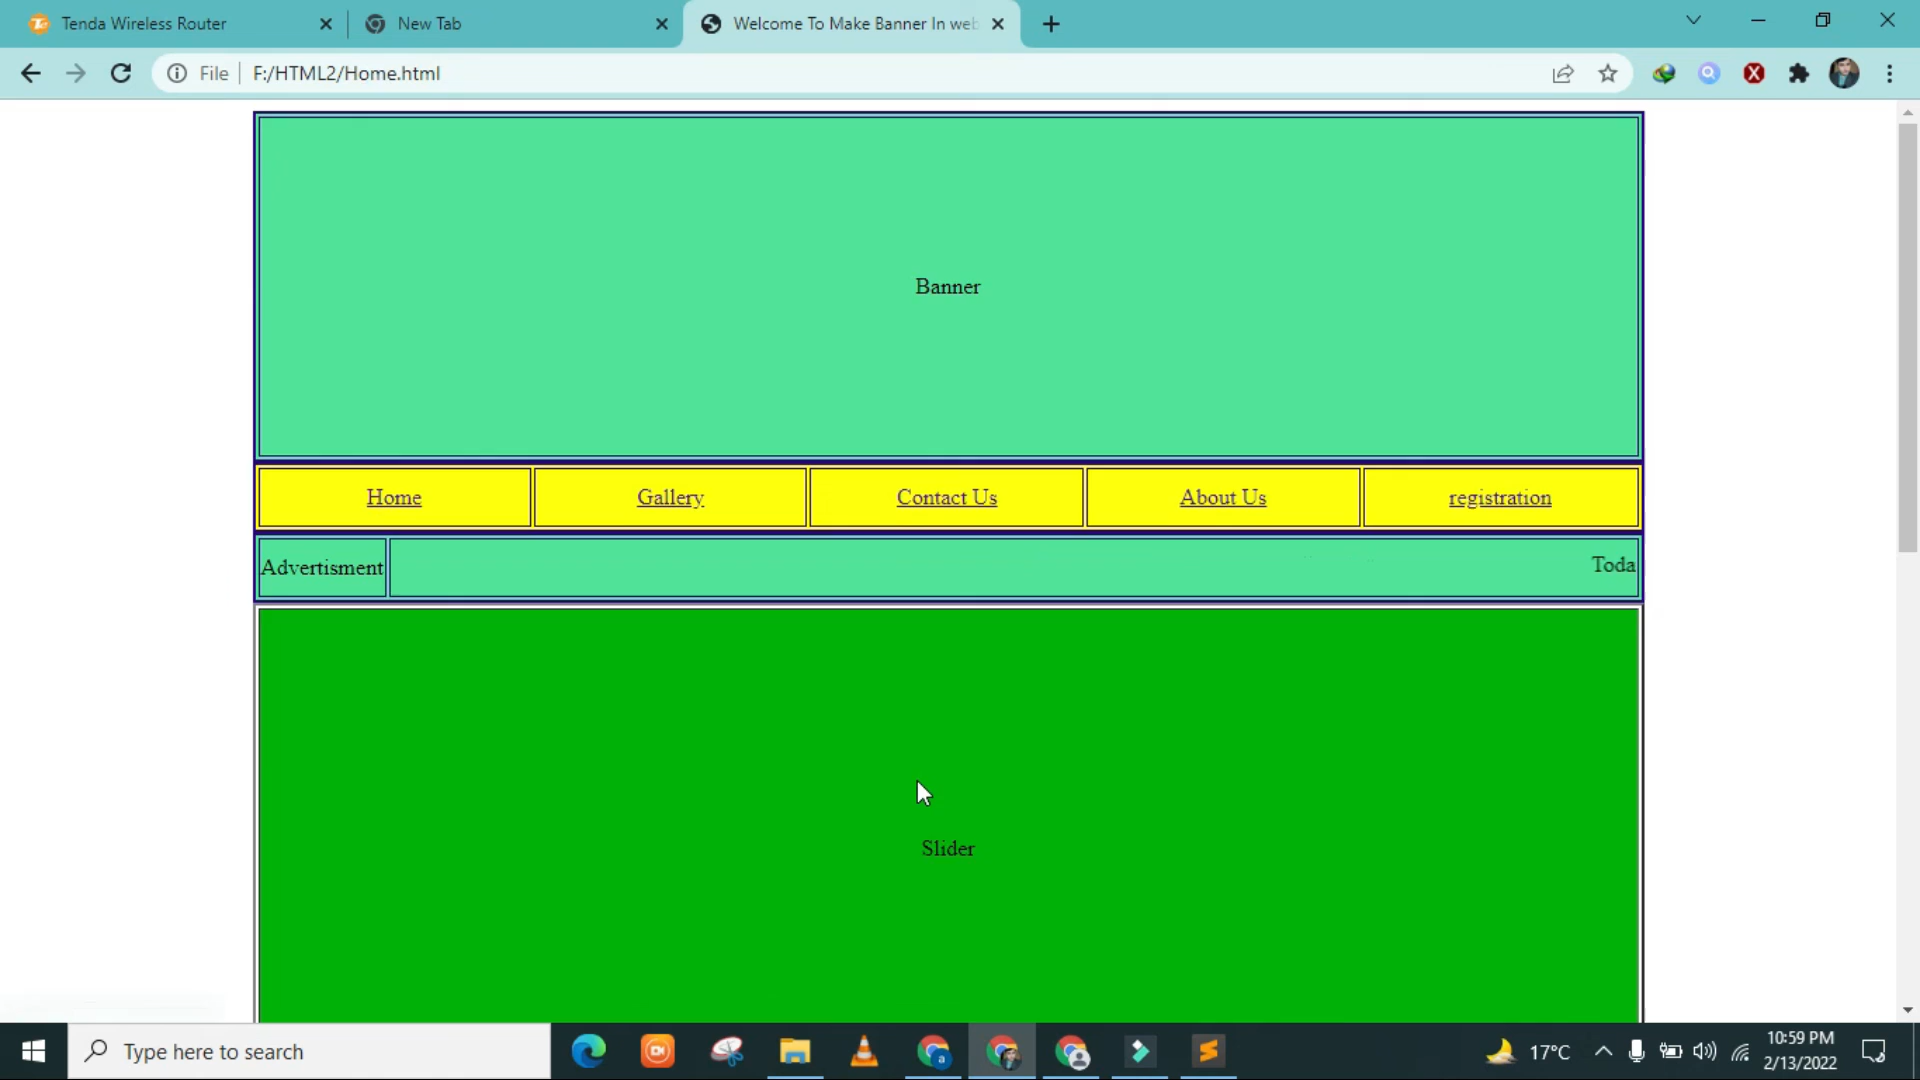 Tenda Wireless Router
New Tab
Welcome To Make Banner In web
File
F:/HTML2/Home.html
Banner
Home
Gallery
Contact Us
About Us
registration
Advertisment
Toda
Slider
Type here to search
17°C
10:59 PM
2/13/2022